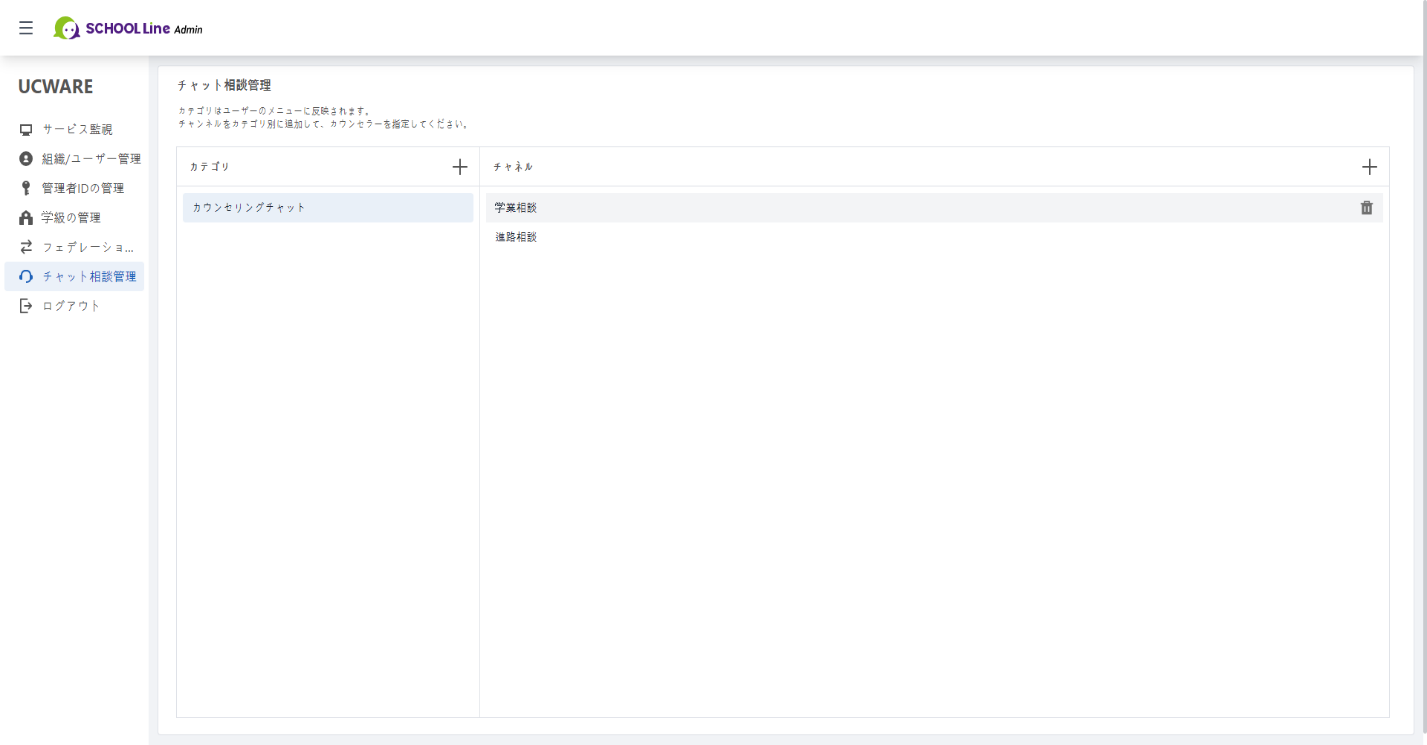 SCHOOL Line Admin
UCWARE
サービス監視
組織/ユーザー管理
管理者IDの管理
学級の管理
フェデレーショ...
チャット相談管理
ログアウト
チャット相談管理
カテゴリはユーザーのメニューに反映されます。
チャンネルをカテゴリ別に追加して、カウンセラーを指定してください。
カテゴリ
チャネル
カウンセリングチャット
学業相談
進路相談